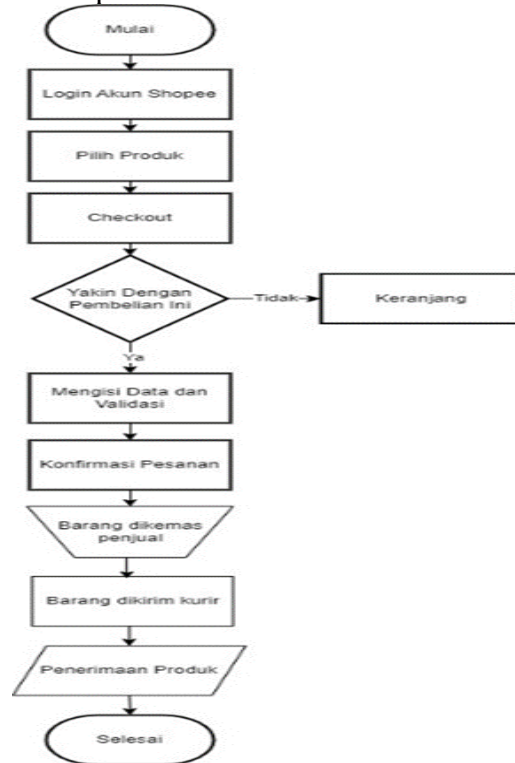 Mulai
Login Akun Shopee
Pilih Produk
Checkout
Yakin Dengan
Pembelian Ini
Tidak
Keranjang
Ya
Mengisi Data dan
Validasi
Konfirmasi Pesanan
Barang dikemas
penjual
Barang dikirim kurir
Penerimaan Produk
Selesai